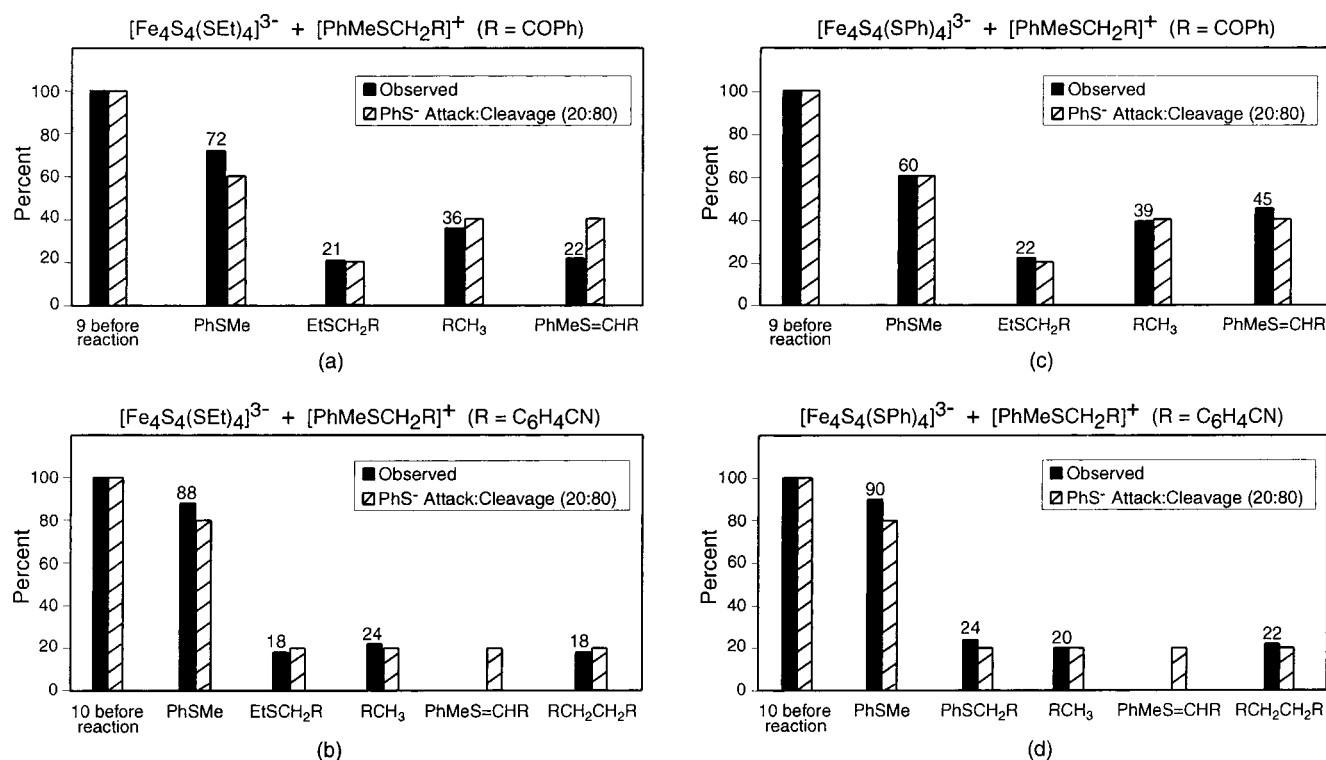 (a)
[Fe4S4(SEt)4]3- + [PhMeSCH2R]+ (R = COPh)
Observed
PhS- Attack:Cleavage (20:80)
Percent
100
80
60
40
20
0
72
21
36
22
9 before
reaction
PhSMe
EtSCH2R
RCH3
PhMeS=CHR
(a)
[Fe4S4(SPh)4]3- + [PhMeSCH2R]+ (R = COPh)
Observed
PhS- Attack:Cleavage (20:80)
Percent
100
80
60
40
20
0
60
22
39
45
9 before
reaction
PhSMe
EtSCH2R
RCH3
PhMeS=CHR
(c)
[Fe4S4(SEt)4]3- + [PhMeSCH2R]+ (R = C6H4CN)
Observed
PhS- Attack:Cleavage (20:80)
Percent
100
80
60
40
20
0
88
18
24
18
10 before
reaction
PhSMe
EtSCH2R
RCH3
PhMeS=CHR
RCH2CH2R
(b)
[Fe4S4(SPh)4]3- + [PhMeSCH2R]+ (R = C6H4CN)
Observed
PhS- Attack:Cleavage (20:80)
Percent
100
80
60
40
20
0
90
24
20
22
10 before
reaction
PhSMe
PhSCH2R
RCH3
PhMeS=CHR
RCH2CH2R
(d)